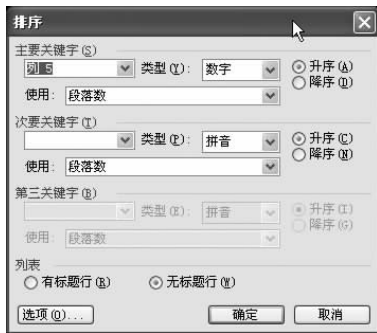 排序
主要关键字(S)
列 5 类型(Y): 数字 升序(A)
降序(D)
使用: 段落数
次要关键字(T)
类型(P): 拼音 升序(C)
降序(N)
使用: 段落数
第三关键字(B)
类型(E): 拼音 升序(I)
降序(G)
使用: 段落数
列表
有标题行(R) 无标题行(W)
选项(O)... 确定 取消